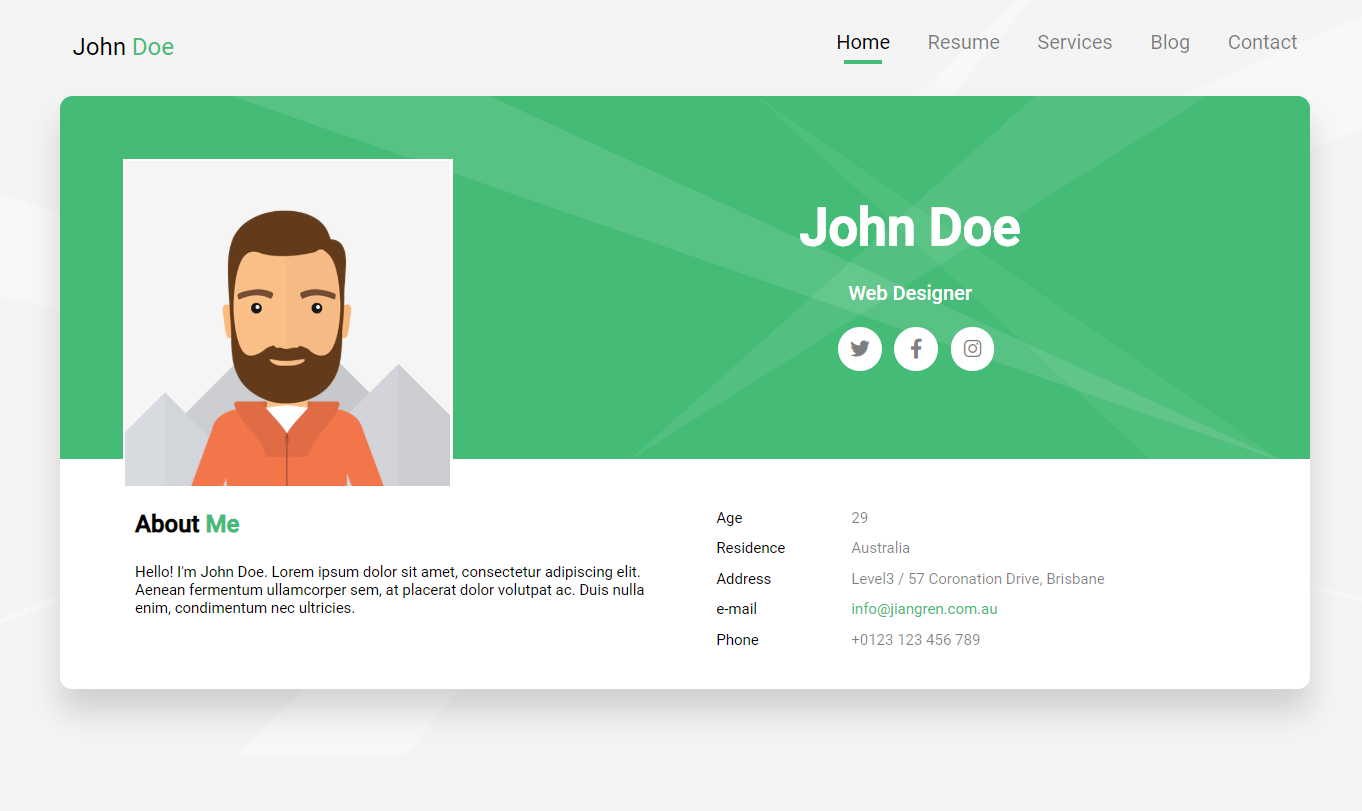 John Doe
Home Resume Services Blog Contact
John Doe
Web Designer
About Me
Hello! I'm John Doe. Lorem ipsum dolor sit amet, consectetur adipiscing elit.
Aenean fermentum ullamcorper sem, at placerat dolor volutpat ac. Duis nulla
enim, condimentum nec ultricies.
Age 29
Residence Australia
Address Level3 / 57 Coronation Drive, Brisbane
e-mail info@jiangren.com.au
Phone +0123 123 456 789